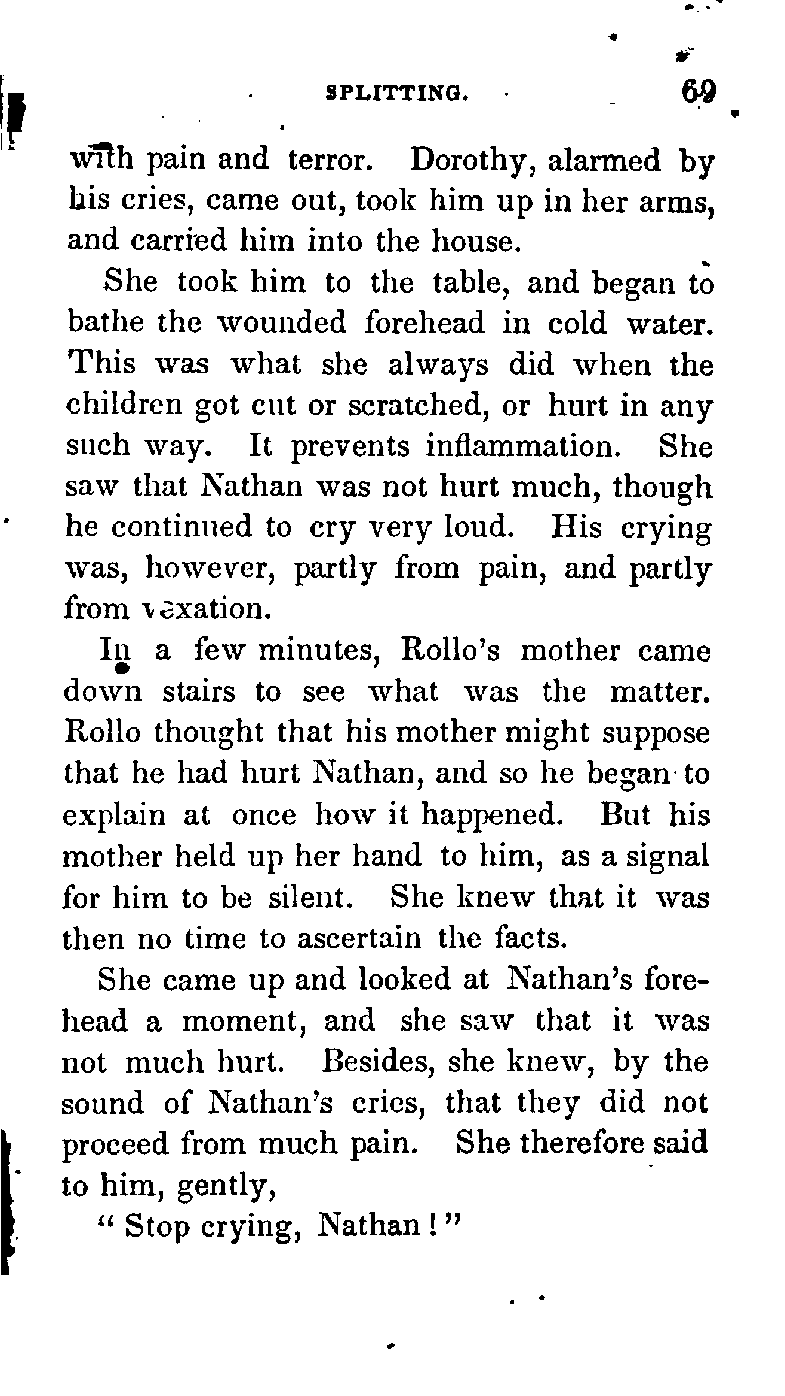 SPLITTING. 69
with pain and terror. Dorothy, alarmed by
his cries, came out, took him up in her arms,
and carried him into the house.
She took him to the table, and began to
bathe the wounded forehead in cold water.
This was what she always did when the
children got cut or scratched, or hurt in any
such way. It prevents inflammation. She
saw that Nathan was not hurt much, though
he continued to cry very loud. His crying
was, however, partly from pain, and partly
from vexation.
In a few minutes, Rollo's mother came
down stairs to see what was the matter.
Rollo thought that his mother might suppose
that he had hurt Nathan, and so he began to
explain at once how it happened. But his
mother held up her hand to him, as a signal
for him to be silent. She knew that it was
then no time to ascertain the facts.
She came up and looked at Nathan's fore-
head a moment, and she saw that it was
not much hurt. Besides, she knew, by the
sound of Nathan's cries, that they did not
proceed from much pain. She therefore said
to him, gently,
" Stop crying, Nathan ! "